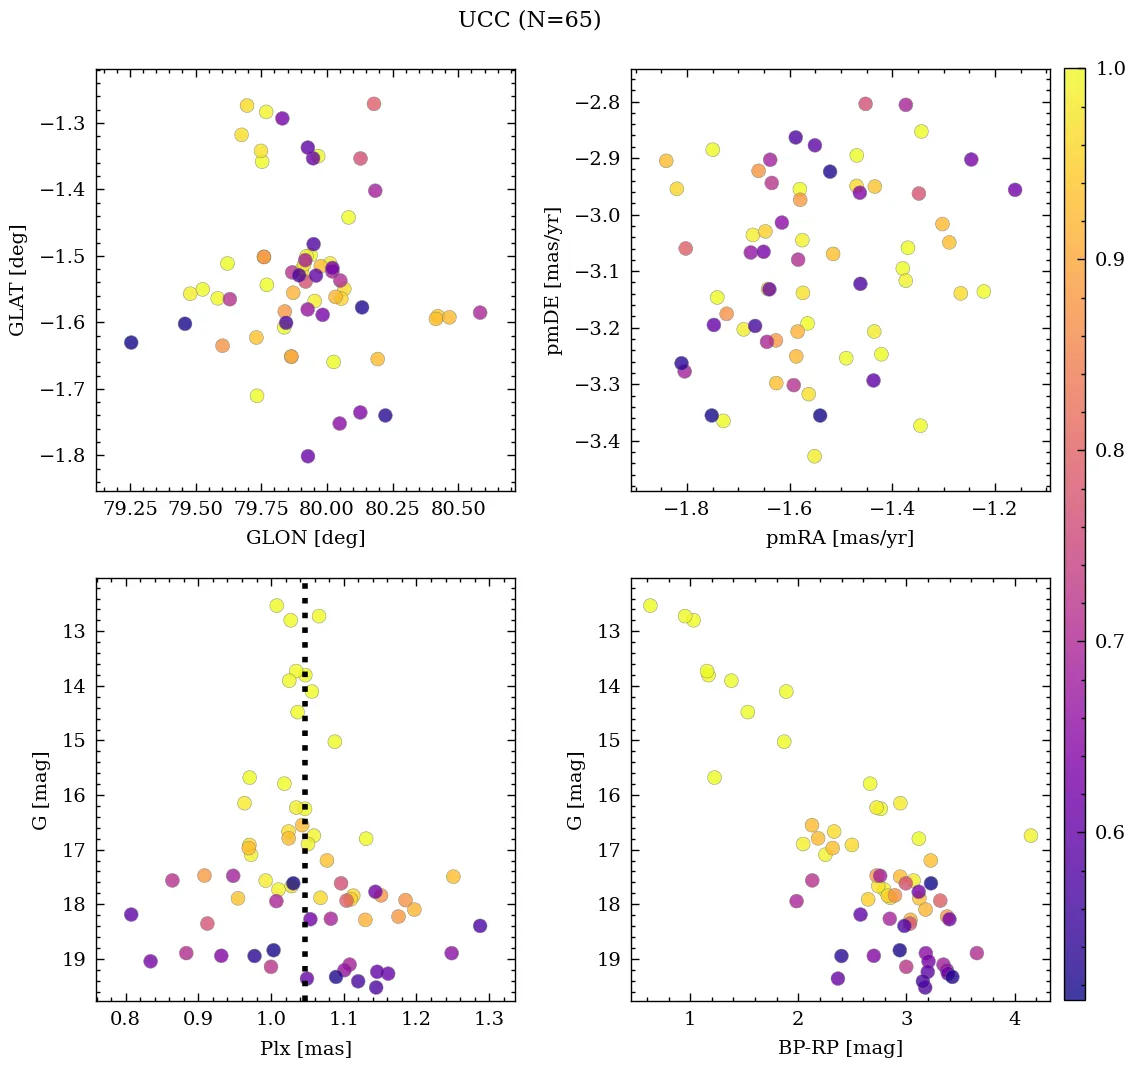 UCC (N=65)
−1.3
−1.4
−1.5
−1.6
−1.7
−1.8
GLAT [deg]
79.25 79.50 79.75 80.00 80.25 80.50
GLON [deg]
−2.8
−2.9
−3.0
−3.1
−3.2
−3.3
−3.4
pmDE [mas/yr]
−1.8 −1.6 −1.4 −1.2
pmRA [mas/yr]
1.0
0.9
0.8
0.7
0.6
13
14
15
16
17
18
19
G [mag]
0.8 0.9 1.0 1.1 1.2 1.3
Plx [mas]
13
14
15
16
17
18
19
G [mag]
1 2 3 4
BP-RP [mag]